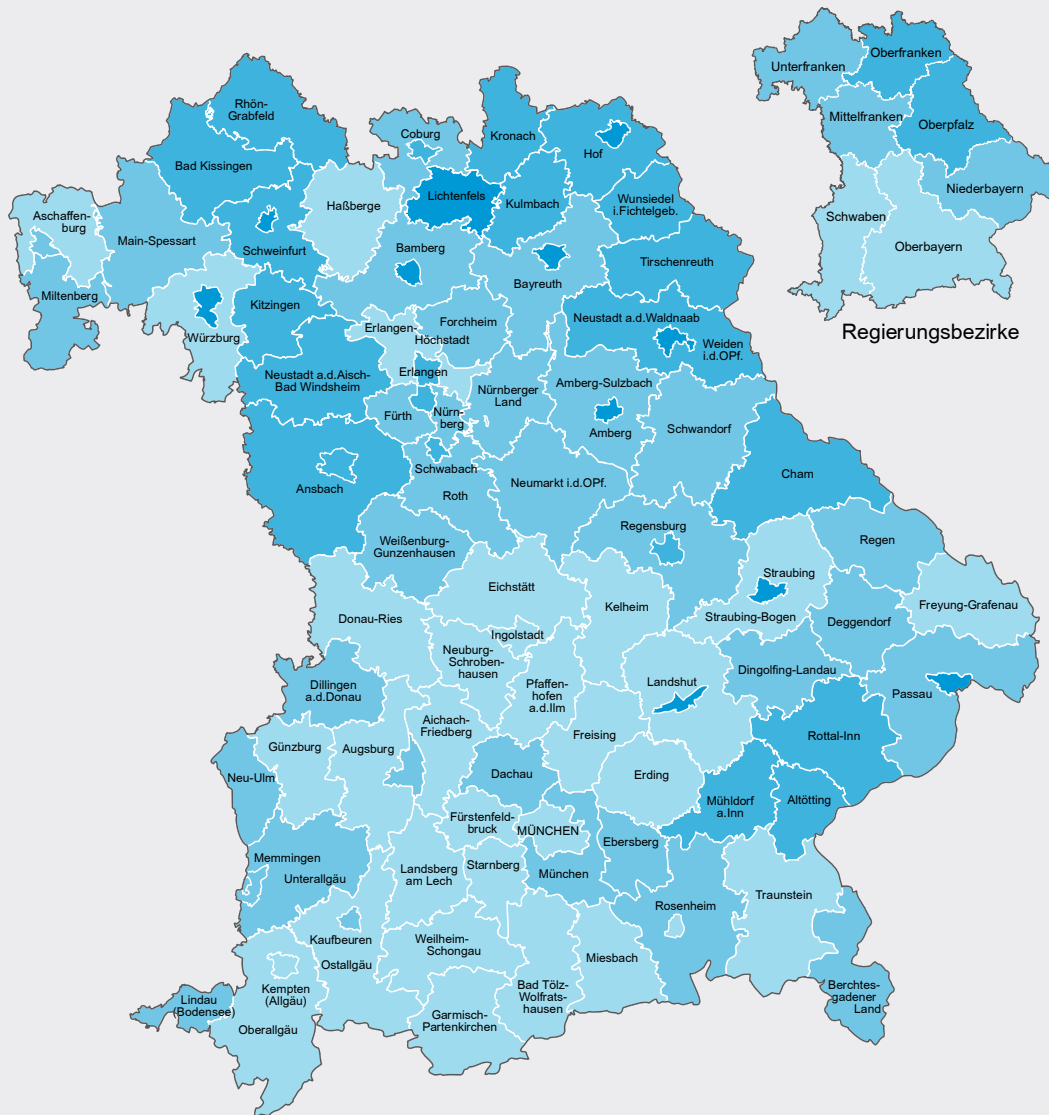 Rhön-
Grabfeld
Bad Kissingen
Coburg
Kronach
Hof
Lichtenfels
Kulmbach
Wunsiedel
i.Fichtelgeb.
Haßberge
Aschaffen-
burg
Main-Spessart
Schweinfurt
Bamberg
Bayreuth
Tirschenreuth
Miltenberg
Kitzingen
Würzburg
Erlangen-
Höchstadt
Forchheim
Neustadt a.d.Waldnaab
Weiden
i.d.OPf.
Neustadt a.d.Aisch-
Bad Windsheim
Erlangen
Nürnberger
Land
Amberg-Sulzbach
Amberg
Fürth
Nürn-
berg
Schwandorf
Ansbach
Schwabach
Roth
Neumarkt i.d.OPf.
Cham
Weißenburg-
Gunzenhausen
Regensburg
Regen
Straubing
Straubing-Bogen
Freyung-Grafenau
Eichstätt
Kelheim
Deggendorf
Donau-Ries
Ingolstadt
Neuburg-
Schroben-
hausen
Pfaffen-
hofen
a.d.Ilm
Landshut
Dingolfing-Landau
Passau
Dillingen
a.d.Donau
Aichach-
Friedberg
Freising
Rottal-Inn
Günzburg
Augsburg
Neu-Ulm
Dachau
Erding
Mühldorf
a.Inn
Altötting
Fürstenfeld-
bruck
MÜNCHEN
Ebersberg
Memmingen
Unterallgäu
Landsberg
am Lech
Starnberg
München
Traunstein
Rosenheim
Kaufbeuren
Ostallgäu
Weilheim-
Schongau
Miesbach
Bad Tölz-
Wolfrats-
hausen
Berchtes-
gadener
Land
Lindau
(Bodensee)
Kempten
(Allgäu)
Oberallgäu
Garmisch-
Partenkirchen
Unterfranken
Oberfranken
Mittelfranken
Oberpfalz
Niederbayern
Schwaben
Oberbayern
Regierungsbezirke